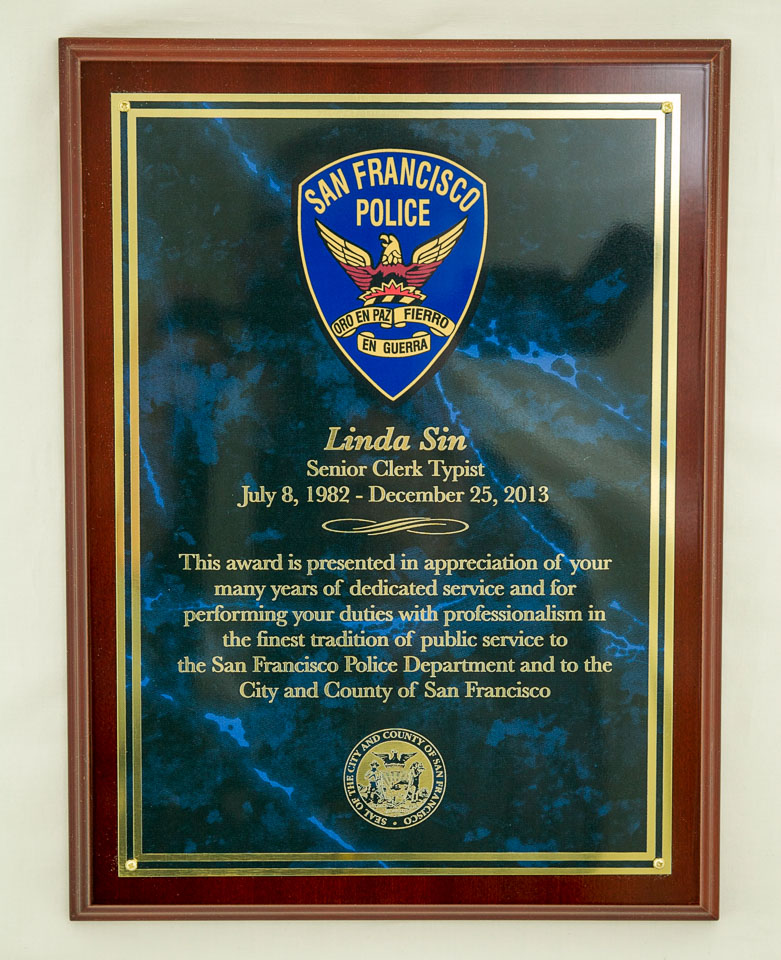 SAN FRANCISCO
POLICE
ORO EN PAZ FIERRO
EN GUERRA
Linda Sin
Senior Clerk Typist
July 8, 1982 - December 25, 2013
This award is presented in appreciation of your
many years of dedicated service and for
performing your duties with professionalism in
the finest tradition of public service to
the San Francisco Police Department and to the
City and County of San Francisco
SEAL OF THE CITY AND COUNTY OF SAN FRANCISCO